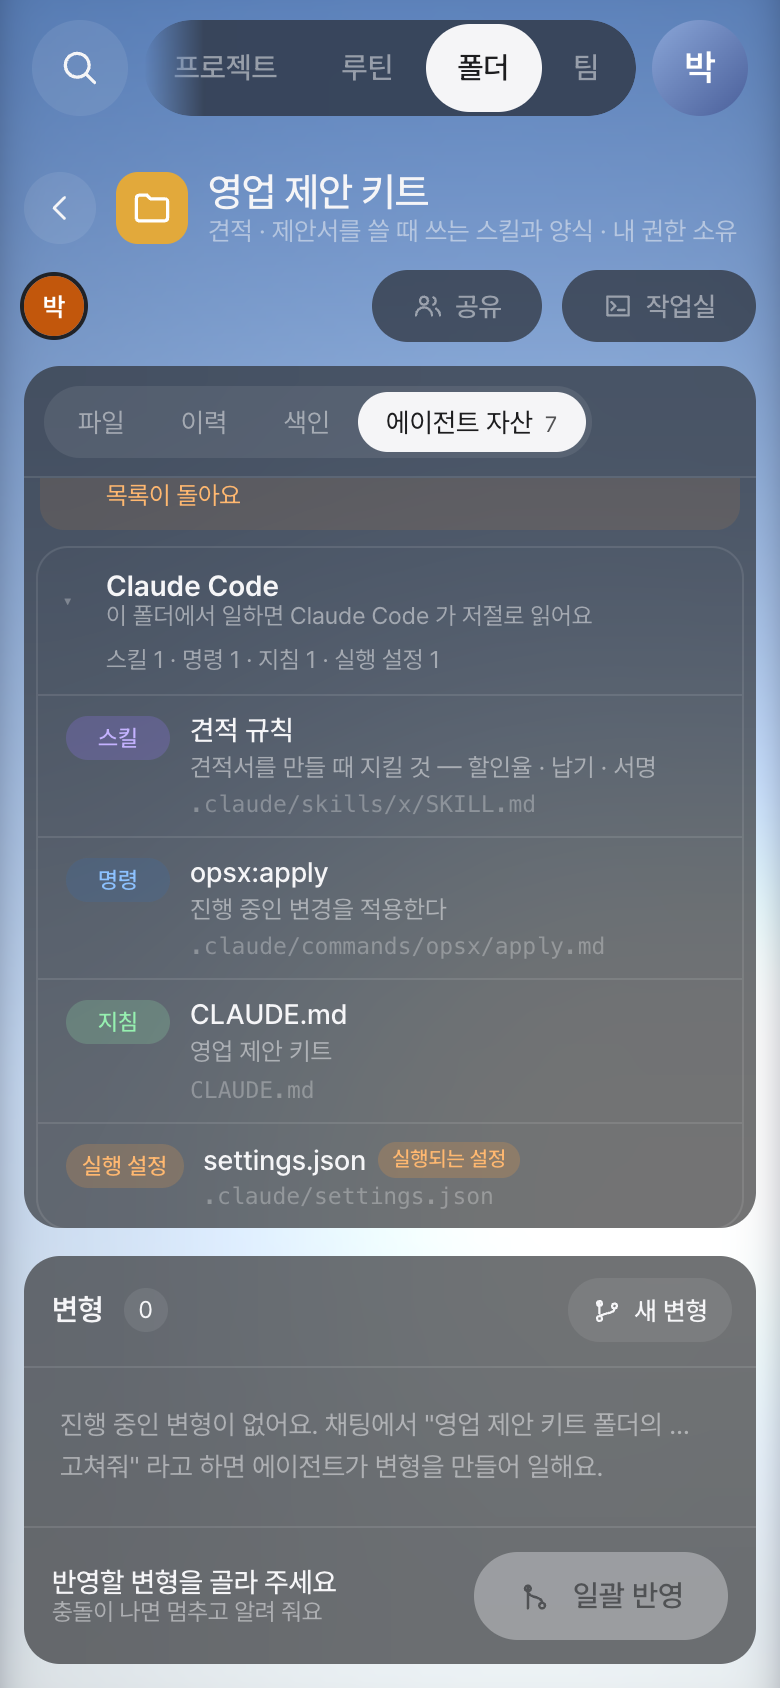 프로젝트 루틴 폴더 팀 박
영업 제안 키트
견적 · 제안서를 쓸 때 쓰는 스킬과 양식 · 내 권한 소유
박 공유 작업실
파일 이력 색인 에이전트 자산 7
목록이 돌아요
Claude Code
이 폴더에서 일하면 Claude Code 가 저절로 읽어요
스킬 1 · 명령 1 · 지침 1 · 실행 설정 1
스킬 견적 규칙
견적서를 만들 때 지킬 것 — 할인율 · 납기 · 서명
.claude/skills/x/SKILL.md
명령 opsx:apply
진행 중인 변경을 적용한다
.claude/commands/opsx/apply.md
지침 CLAUDE.md
영업 제안 키트
CLAUDE.md
실행 설정 settings.json 실행되는 설정
.claude/settings.json
변형 0 새 변형
진행 중인 변형이 없어요. 채팅에서 "영업 제안 키트 폴더의 …
고쳐줘" 라고 하면 에이전트가 변형을 만들어 일해요.
반영할 변형을 골라 주세요
충돌이 나면 멈추고 알려 줘요
일괄 반영